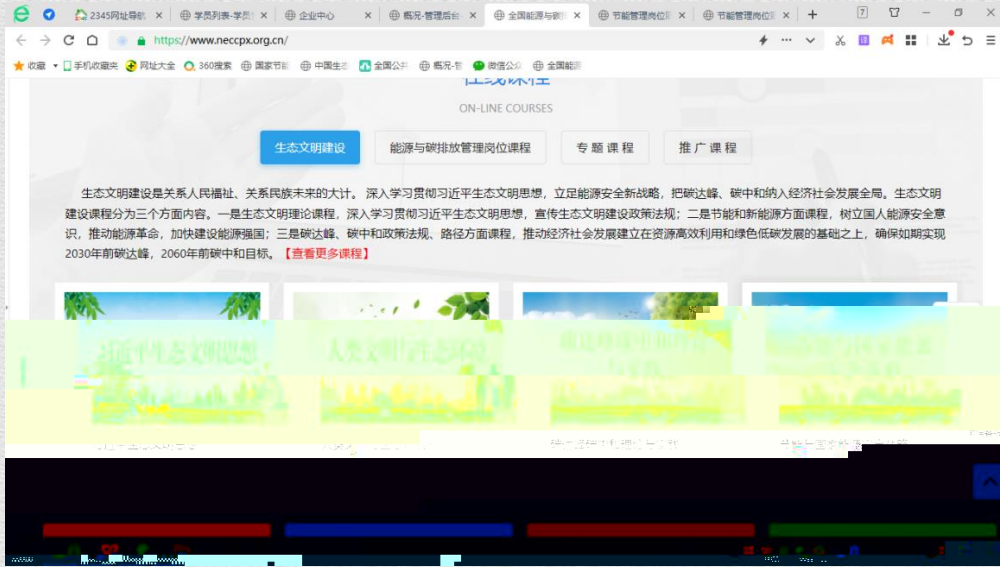 2345网址导航
学员列表-学员
企业中心
概况-管理后台
全国能源与碳
节能管理岗位
节能管理岗位
https://www.neccpx.org.cn/
收藏 手机收藏夹 网址大全 360搜索 国家节能 中国生态 全国公共 概况-管 微信公众 全国能源
在线课程
ON-LINE COURSES
生态文明建设 能源与碳排放管理岗位课程 专 题 课 程 推 广 课 程
生态文明建设是关系人民福祉、关系民族未来的大计。 深入学习贯彻习近平生态文明思想，立足能源安全新战略，把碳达峰、碳中和纳入经济社会发展全局。生态文明
建设课程分为三个方面内容。一是生态文明理论课程，深入学习贯彻习近平生态文明思想，宣传生态文明建设政策法规；二是节能和新能源方面课程，树立国人能源安全意
识，推动能源革命，加快建设能源强国；三是碳达峰、碳中和政策法规、路径方面课程，推动经济社会发展建立在资源高效利用和绿色低碳发展的基础之上，确保如期实现
2030年前碳达峰，2060年前碳中和目标。【查看更多课程】
习近平生态文明思想